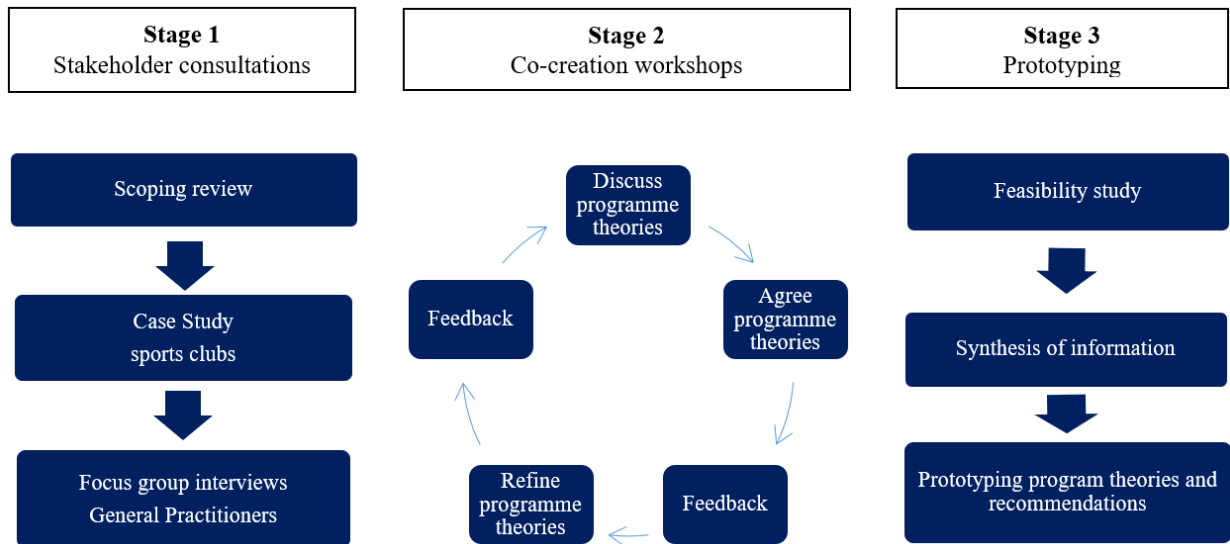 Stage 1
Stakeholder consultations
Scoping review
Case Study
sports clubs
Focus group interviews
General Practitioners
Stage 2
Co-creation workshops
Discuss
programme
theories
Agree
programme
theories
Feedback
Refine
programme
theories
Feedback
Stage 3
Prototyping
Feasibility study
Synthesis of information
Prototyping program theories and
recommendations